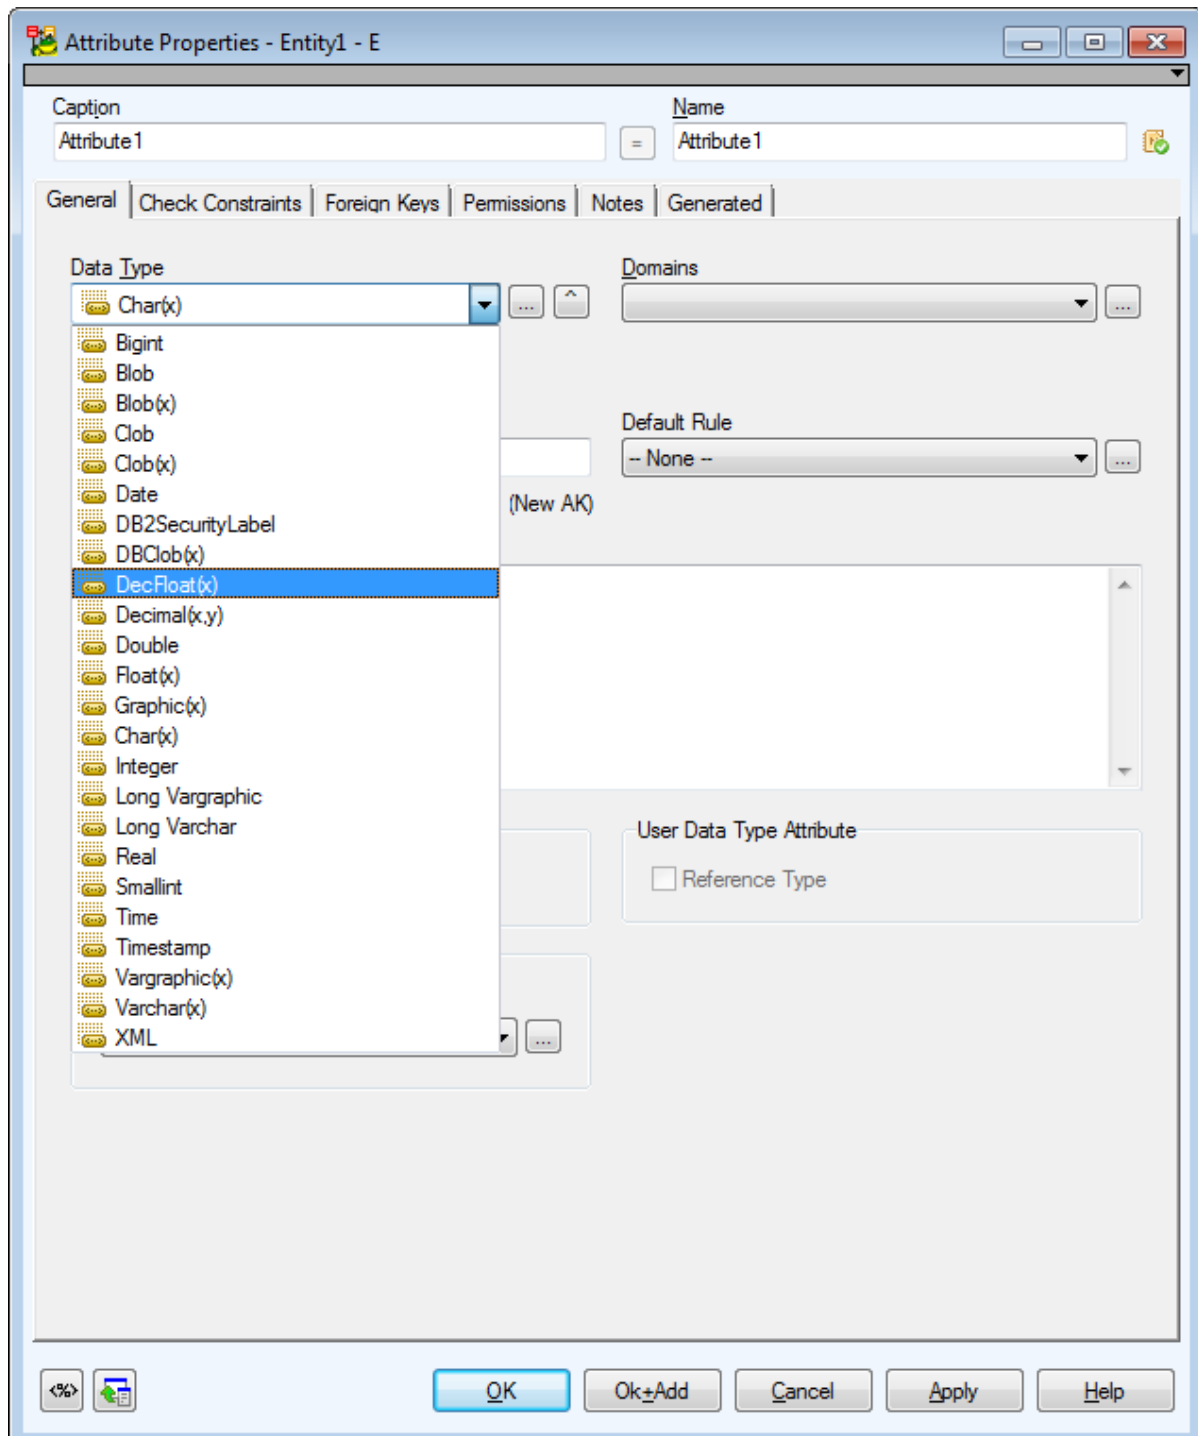 Attribute Properties - Entity1 - E
Caption
Name
Attribute1
=
Attribute1
General
Check Constraints
Foreign Keys
Permissions
Notes
Generated
Data Type
Domains
Char(x)
...
^
...
Bigint
Blob
Blob(x)
Clob
Clob(x)
Date
DB2SecurityLabel
DBClob(x)
DecFloat(x)
Decimal(x,y)
Double
Float(x)
Graphic(x)
Char(x)
Integer
Long Vargraphic
Long Varchar
Real
Smallint
Time
Timestamp
Vargraphic(x)
Varchar(x)
XML
...
Default Rule
-- None --
...
(New AK)
User Data Type Attribute
Reference Type
<%>
OK
Ok+Add
Cancel
Apply
Help